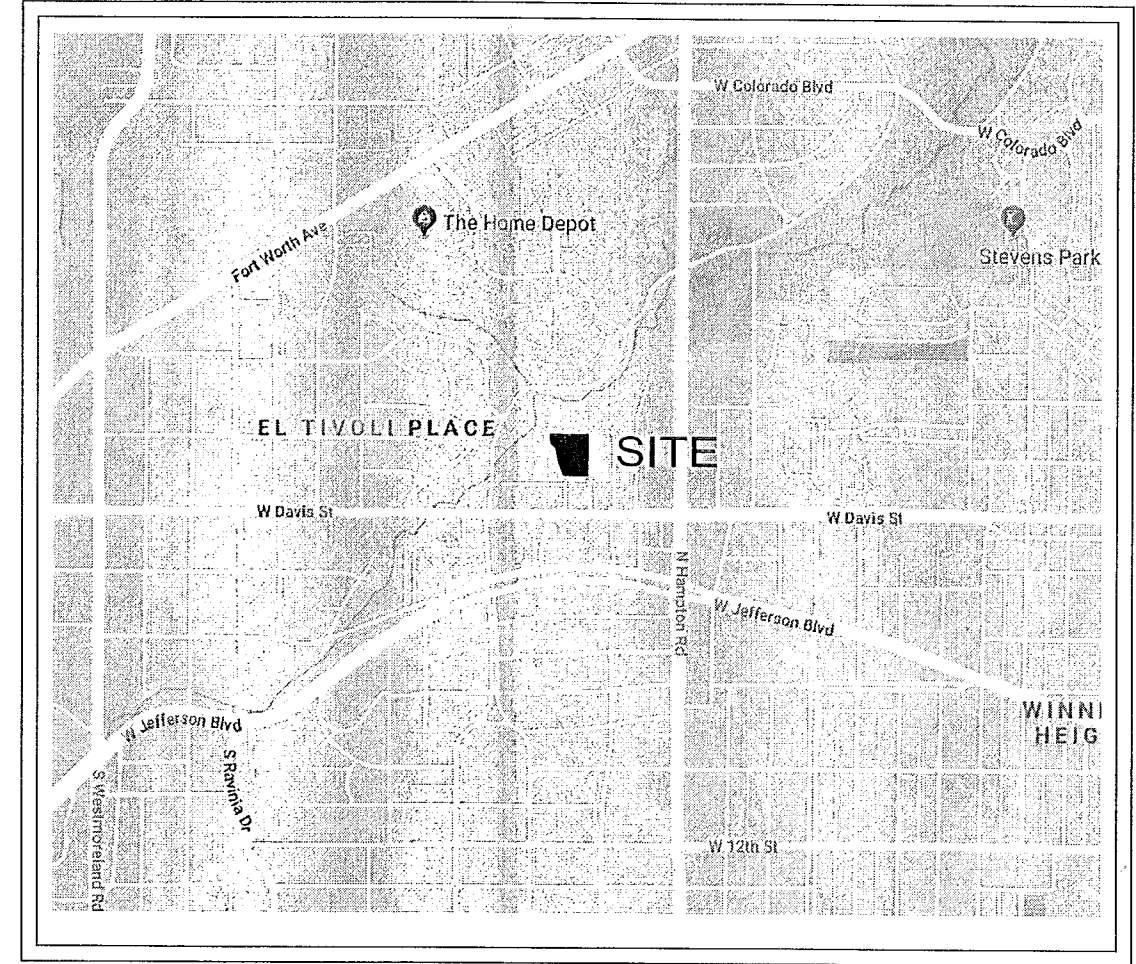 W Colorado Blvd
W Colorado Blvd
The Home Depot
Fort Worth Ave
Stevens Park
EL TIVOLI PLACE
SITE
W Davis St
W Davis St
N Hampton Rd
W Jefferson Blvd
WINNI
HEIG
W Jefferson Blvd
S Ravinia Dr
S Westmoreland Rd
W 12th St